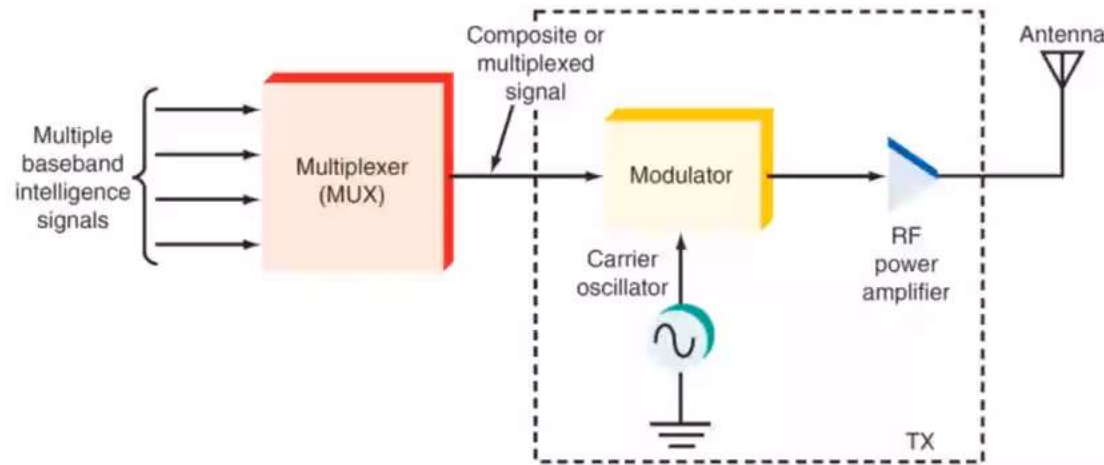 Multiple
baseband
intelligence
signals
Multiplexer
(MUX)
Composite or
multiplexed
signal
Modulator
Carrier
oscillator
RF
power
amplifier
Antenna
TX